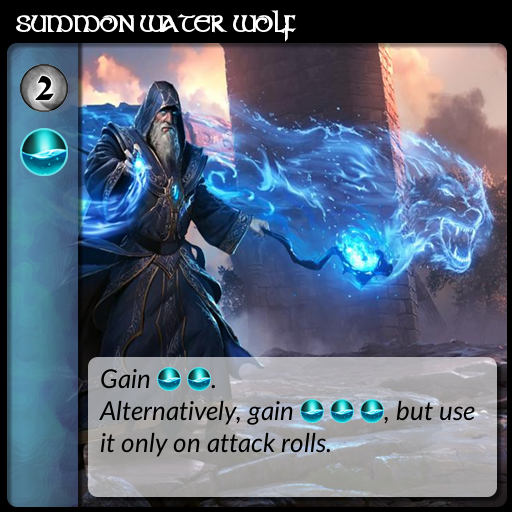 SUMMON WATER WOLF
2
Gain .
Alternatively, gain , but use
it only on attack rolls.